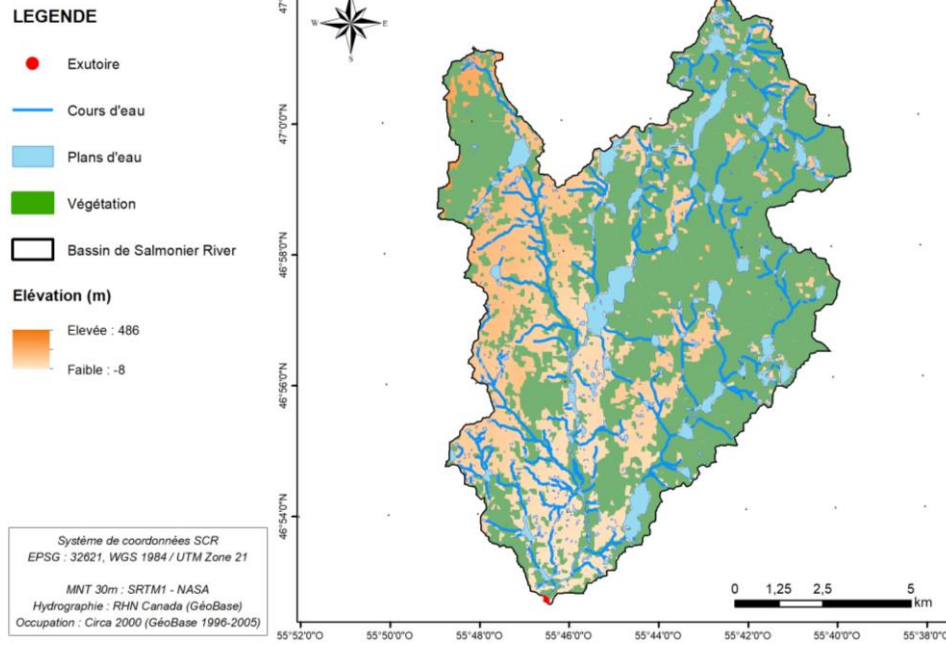 LEGENDE
Exutoire
Cours d'eau
Plans d'eau
Végétation
Bassin de Salmonier River
Elévation (m)
Elevée : 486
Faible : -8
Système de coordonnées SCR
EPSG : 32621, WGS 1984 / UTM Zone 21
MNT 30m : SRTM1 - NASA
Hydrographie : RHN Canada (GéoBase)
Occupation : Circa 2000 (GéoBase 1996-2005)
W E
S
47°0'0"N
46°58'0"N
46°56'0"N
46°54'0"N
0 1,25 2,5 5
km
55°52'0"O 55°50'0"O 55°48'0"O 55°46'0"O 55°44'0"O 55°42'0"O 55°40'0"O 55°38'0"O